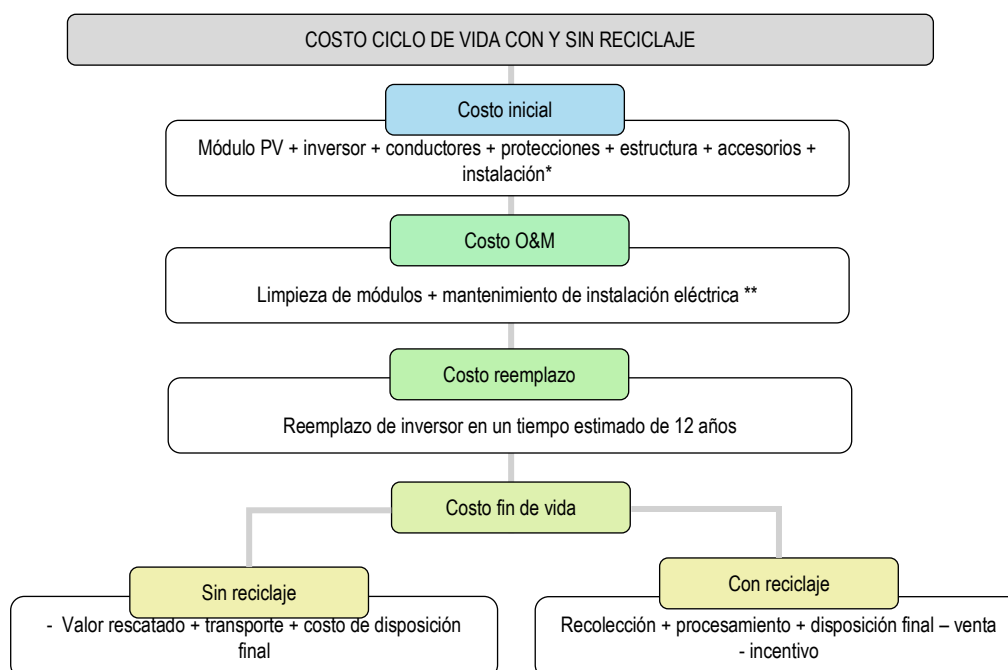 COSTO CICLO DE VIDA CON Y SIN RECICLAJE
Costo inicial
Módulo PV + inversor + conductores + protecciones + estructura + accesorios +
instalación*
Costo O&M
Limpieza de módulos + mantenimiento de instalación eléctrica **
Costo reemplazo
Reemplazo de inversor en un tiempo estimado de 12 años
Costo fin de vida
Sin reciclaje
- Valor rescatado + transporte + costo de disposición
final
Con reciclaje
Recolección + procesamiento + disposición final – venta
- incentivo